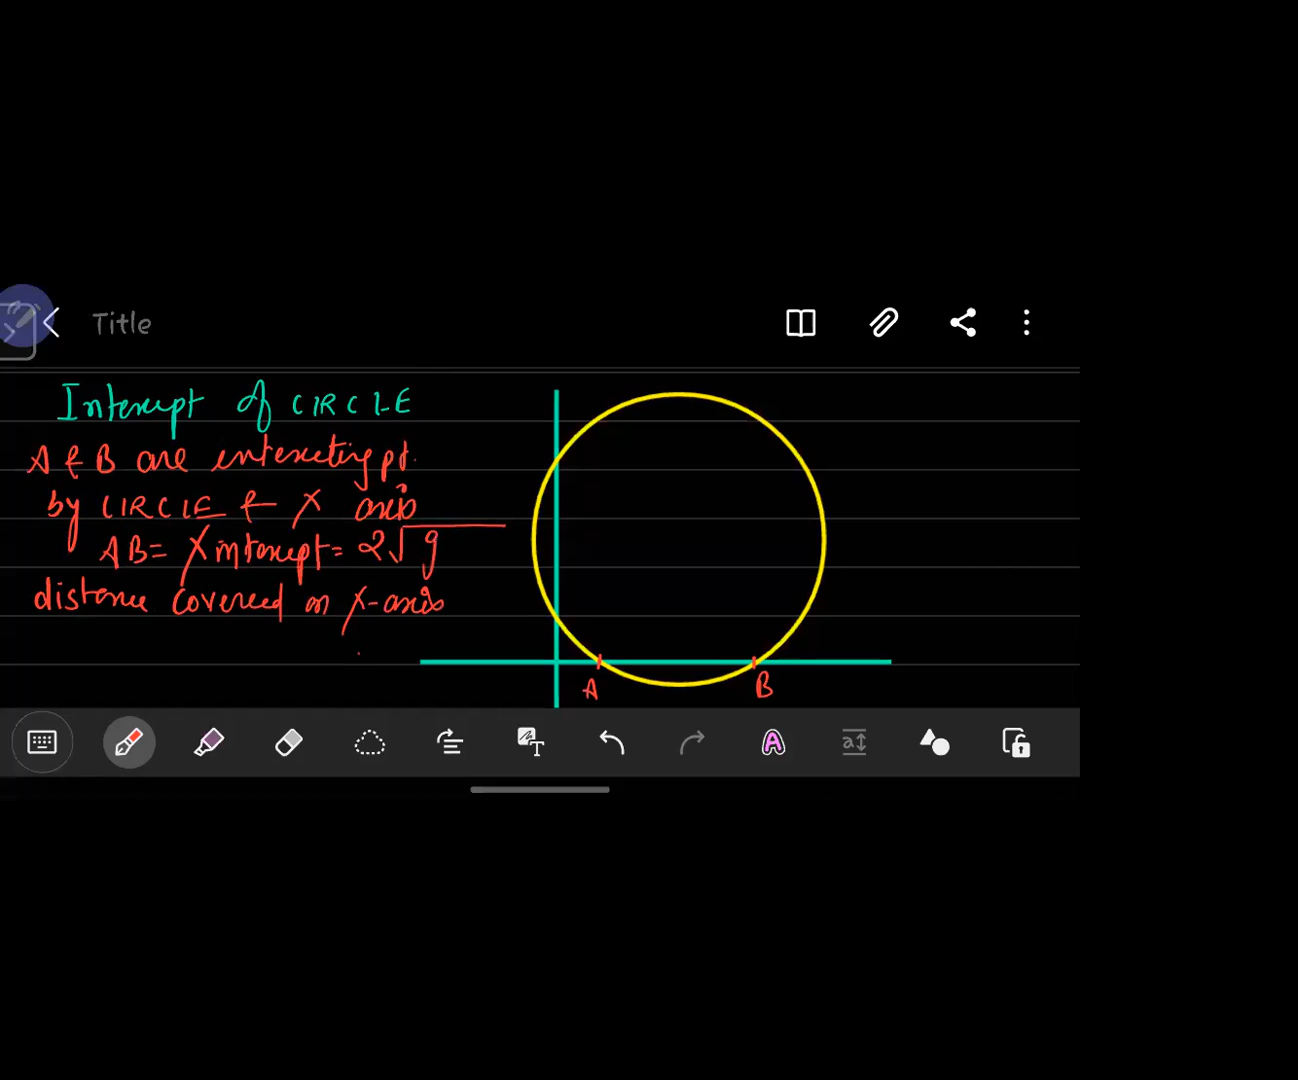 Title
Intercept of CIRCLE
A & B are intersecting pt.
by CIRCLE & X axis
AB = X intercept = 2√g
distance covered on X-axis
A
B